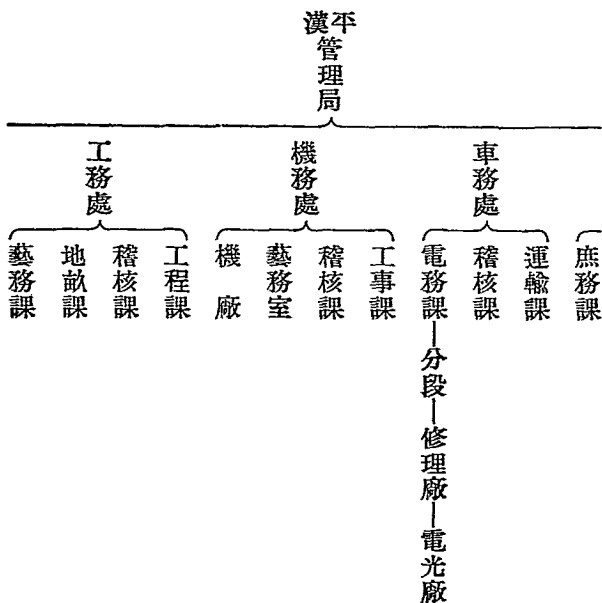 平漢
管理局
車務處
機務處
工務處
庶務課
運輸課
稽核課
電務課—分段—修理廠—電光廠
工事課
稽核課
藝務室
機廠
工程課
稽核課
地畝課
藝務課